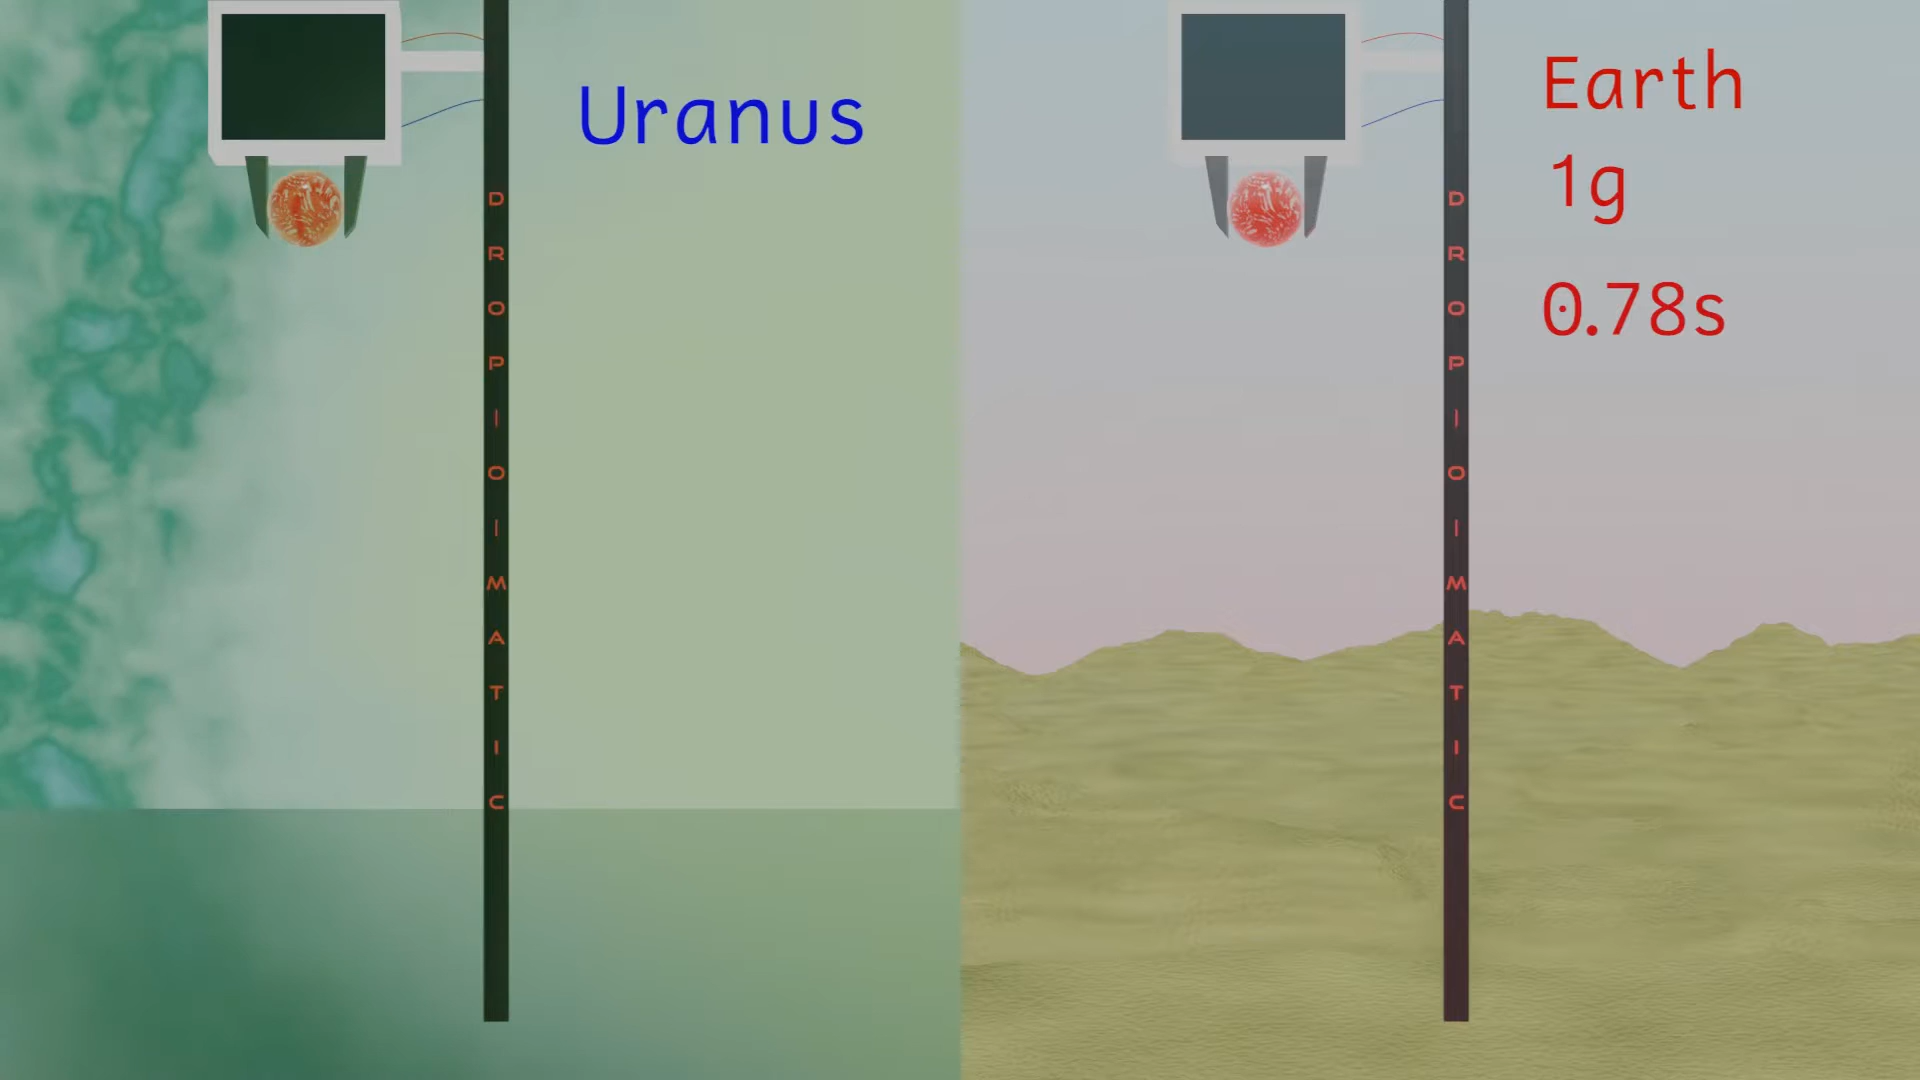 Uranus
DROPIOIMATIC
Earth
1g
0.78s
DROPIOIMATIC